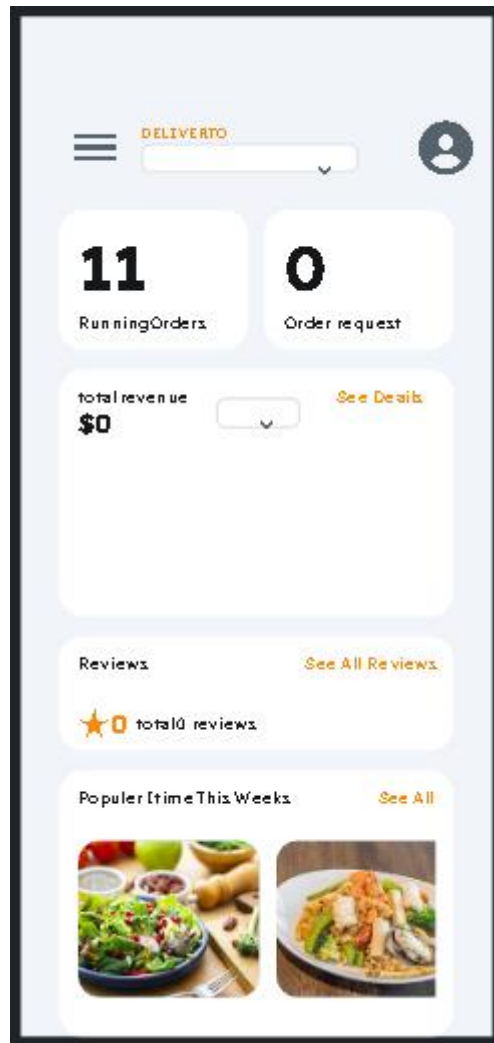 DELIVERTO
11
0
RunningOrders
Order request
total revenue
See Deails
$0
Reviews
See All Reviews
0 total0 reviews
Populer Itime This Weeks
See All